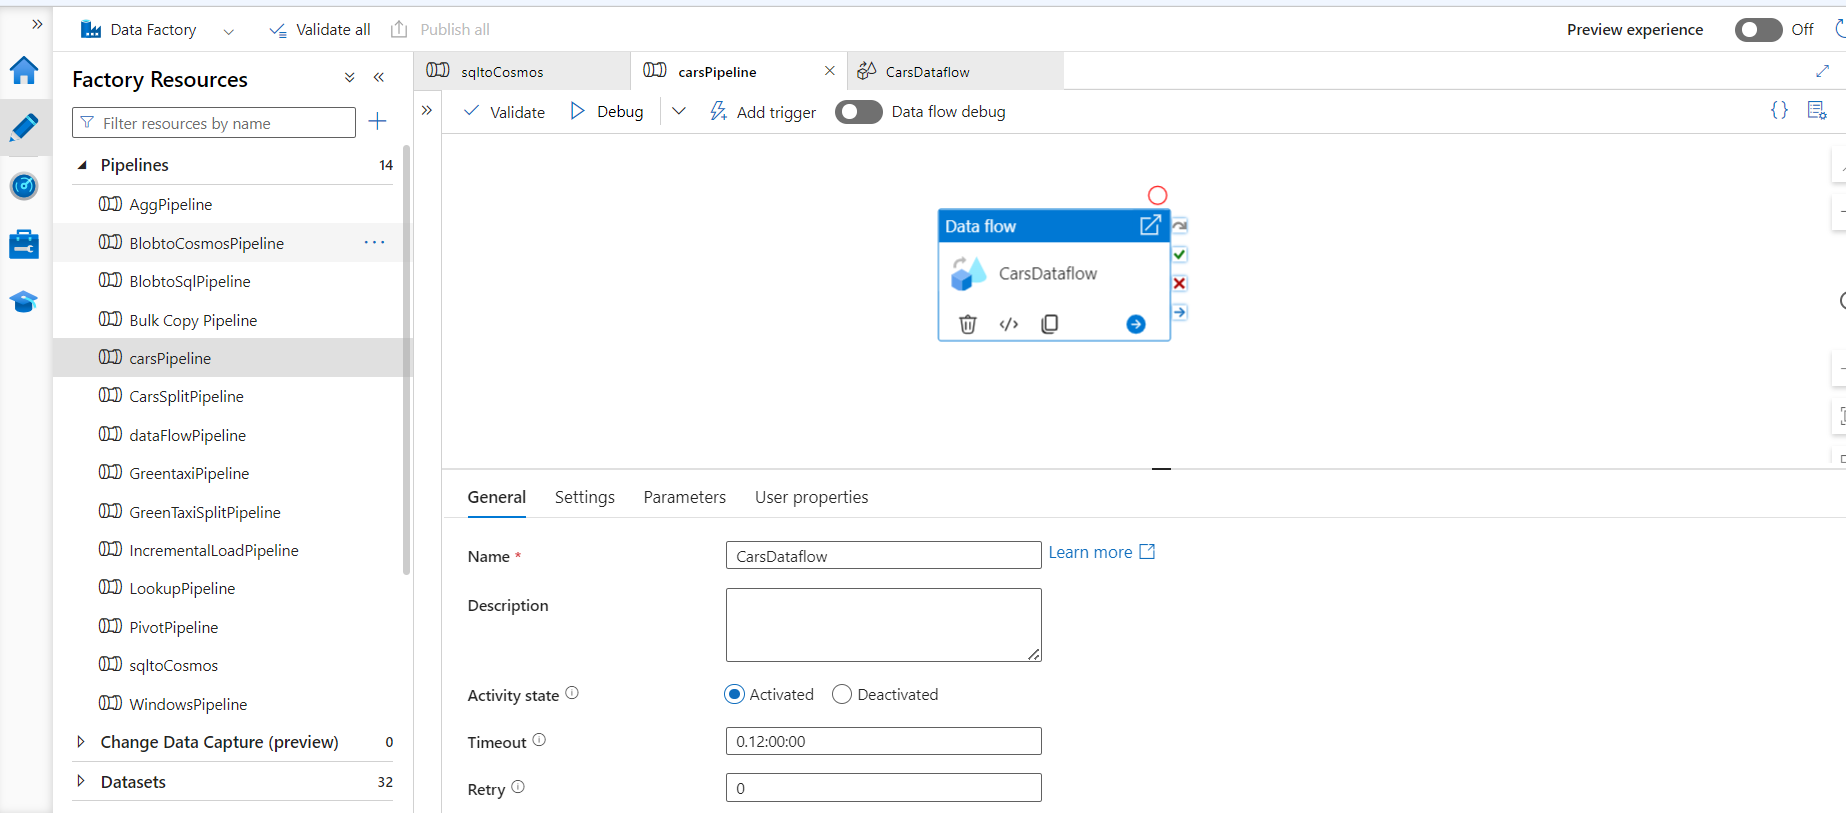 Data Factory
Validate all
Publish all
Preview experience
Off
Factory Resources
Filter resources by name
Pipelines 14
AggPipeline
BlobtoCosmosPipeline
BlobtoSqlPipeline
Bulk Copy Pipeline
carsPipeline
CarsSplitPipeline
dataFlowPipeline
GreentaxiPipeline
GreenTaxiSplitPipeline
IncrementalLoadPipeline
LookupPipeline
PivotPipeline
sqltoCosmos
WindowsPipeline
Change Data Capture (preview) 0
Datasets 32
sqltoCosmos
carsPipeline
CarsDataflow
Validate
Debug
Add trigger
Data flow debug
Data flow
CarsDataflow
General
Settings
Parameters
User properties
Name *
CarsDataflow
Learn more
Description
Activity state
Activated
Deactivated
Timeout
0.12:00:00
Retry
0